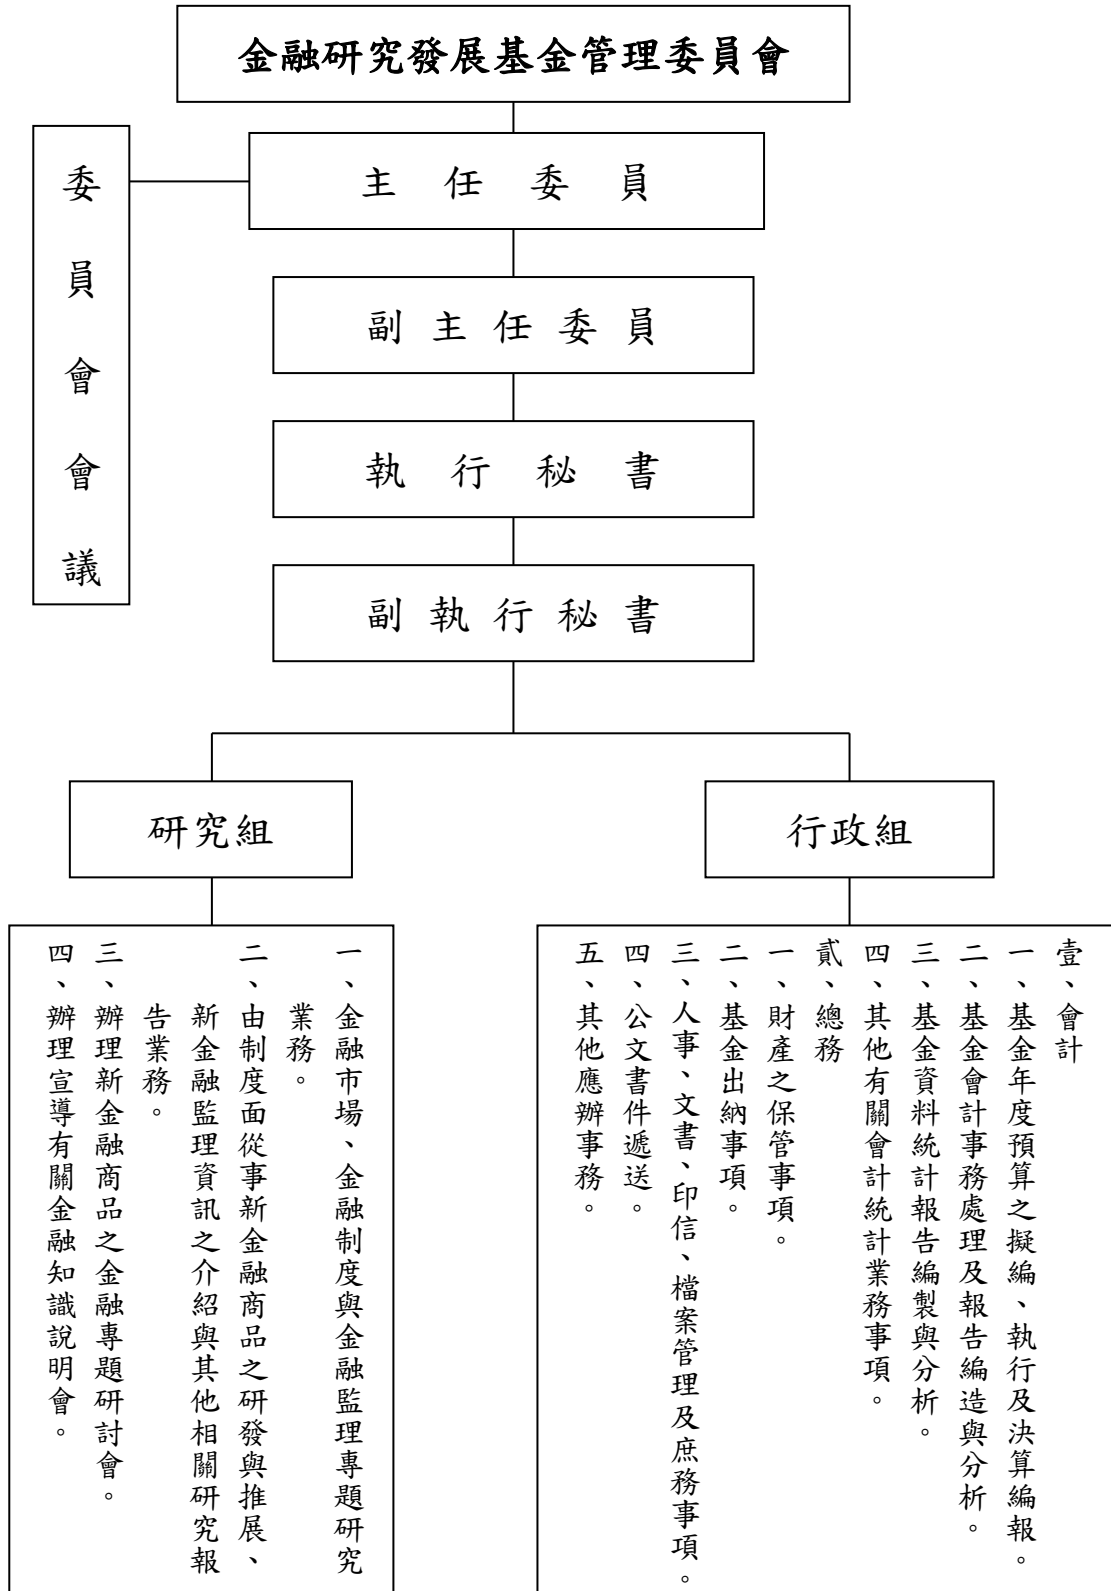 金融研究發展基金管理委員會
委員會會議
主任委員
副主任委員
執行秘書
副執行秘書
研究組
行政組
一、金融市場、金融制度與金融監理專題研究
業務。
二、由制度面從事新金融商品之研發與推展、
新金融監理資訊之介紹與其他相關研究報
告業務。
三、辦理新金融商品之金融專題研討會。
四、辦理宣導有關金融知識說明會。
壹、會計
一、基金年度預算之擬編、執行及決算編報。
二、基金會計事務處理及報告編造與分析。
三、基金資料統計報告編製與分析。
四、其他有關會計統計業務事項。
貳、總務
一、財產之保管事項。
二、基金出納事項。
三、人事、文書、印信、檔案管理及庶務事項。
四、公文書件遞送。
五、其他應辦事務。